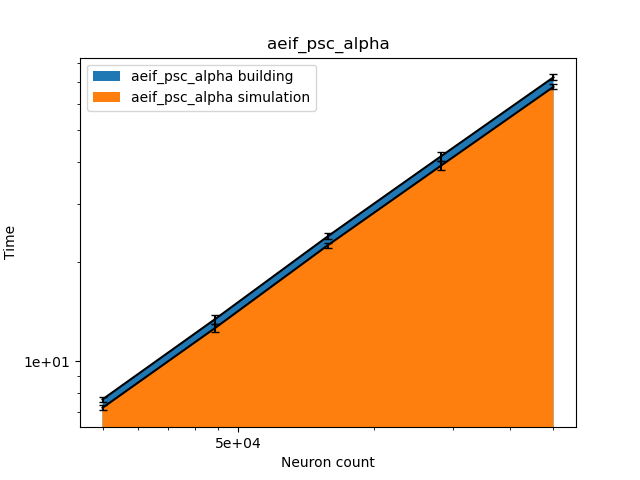 aeif_psc_alpha
aeif_psc_alpha building
aeif_psc_alpha simulation
Time
1e+01
5e+04
Neuron count